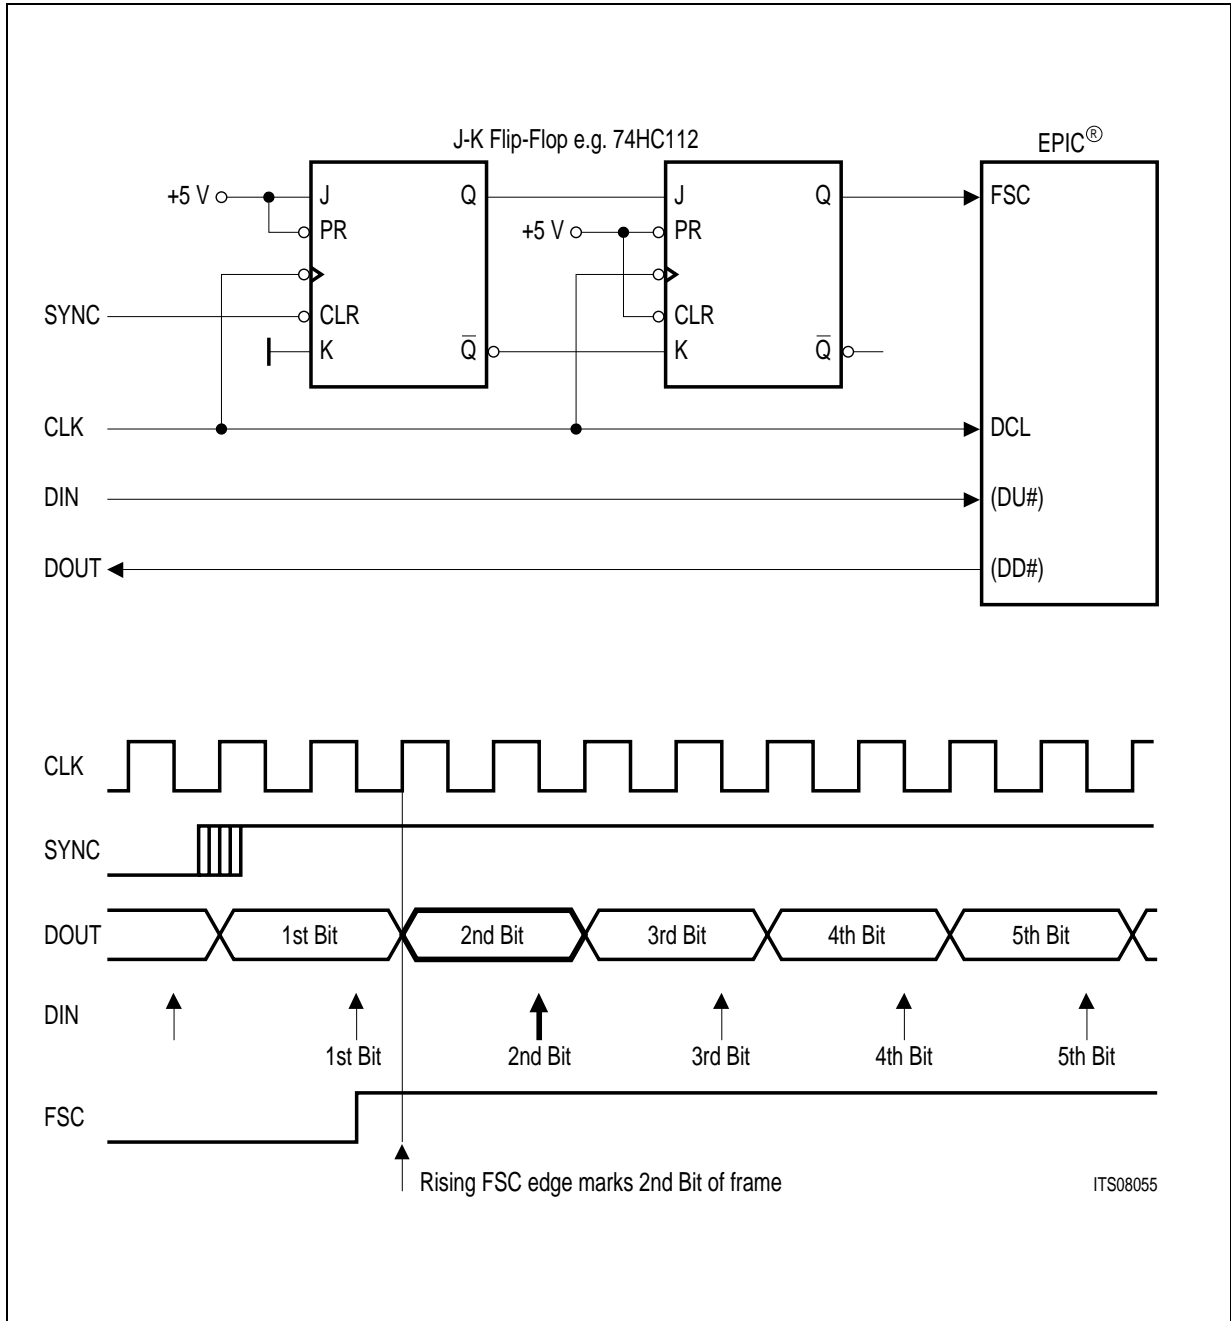 J-K Flip-Flop e.g. 74HC112
EPIC®
+5 V
J
Q
J
Q
FSC
PR
+5 V
PR
SYNC
CLR
CLR
K
Q̅
K
Q̅
CLK
DCL
DIN
(DU#)
DOUT
(DD#)
CLK
SYNC
DOUT
1st Bit
2nd Bit
3rd Bit
4th Bit
5th Bit
DIN
1st Bit
2nd Bit
3rd Bit
4th Bit
5th Bit
FSC
Rising FSC edge marks 2nd Bit of frame
ITS08055